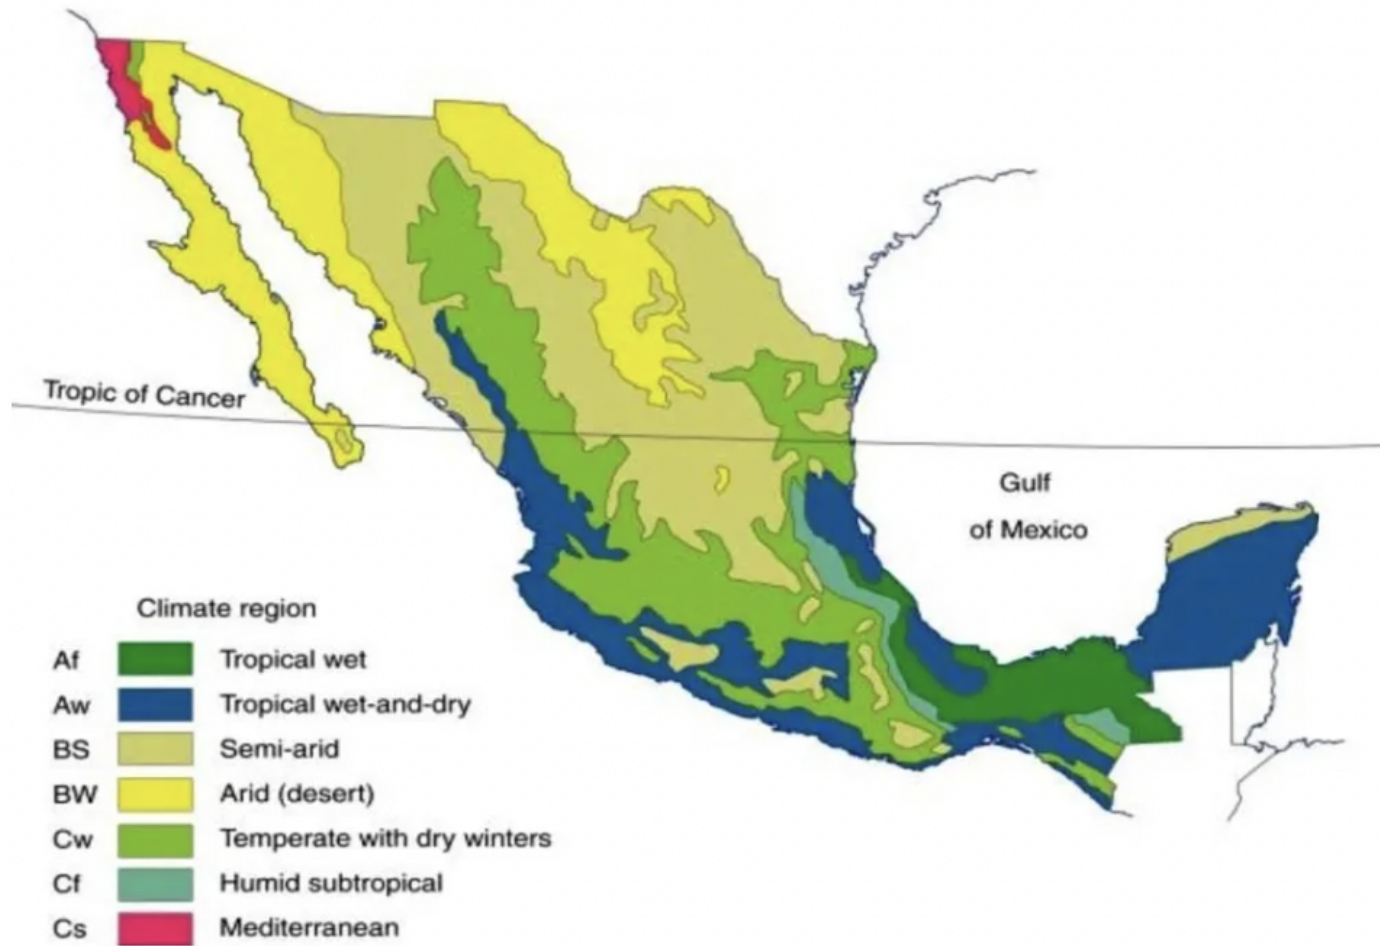 Tropic of Cancer
Gulf
of Mexico
Climate region
Af Tropical wet
Aw Tropical wet-and-dry
BS Semi-arid
BW Arid (desert)
Cw Temperate with dry winters
Cf Humid subtropical
Cs Mediterranean